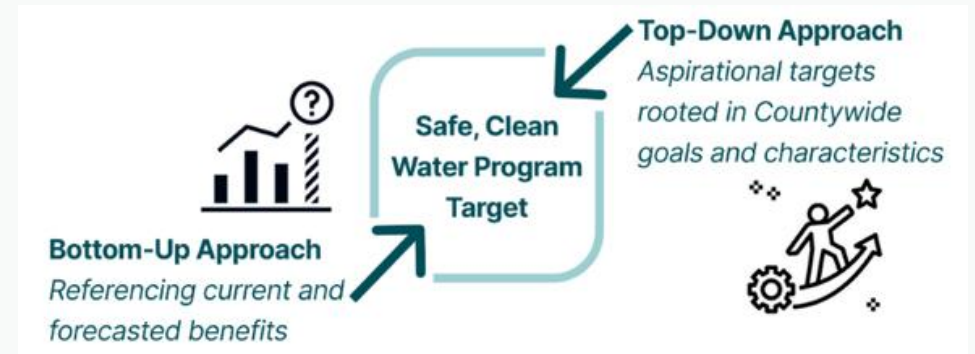 Top-Down Approach
Aspirational targets
rooted in Countywide
goals and characteristics
Safe, Clean
Water Program
Target
?
Bottom-Up Approach
Referencing current and
forecasted benefits